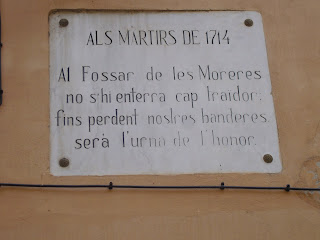 ALS MÀRTIRS DE 1714
Al Fossar de les Moreres
no s'hi enterra cap traidor;
fins perdent nostres banderes
serà l'urna de l'honor.